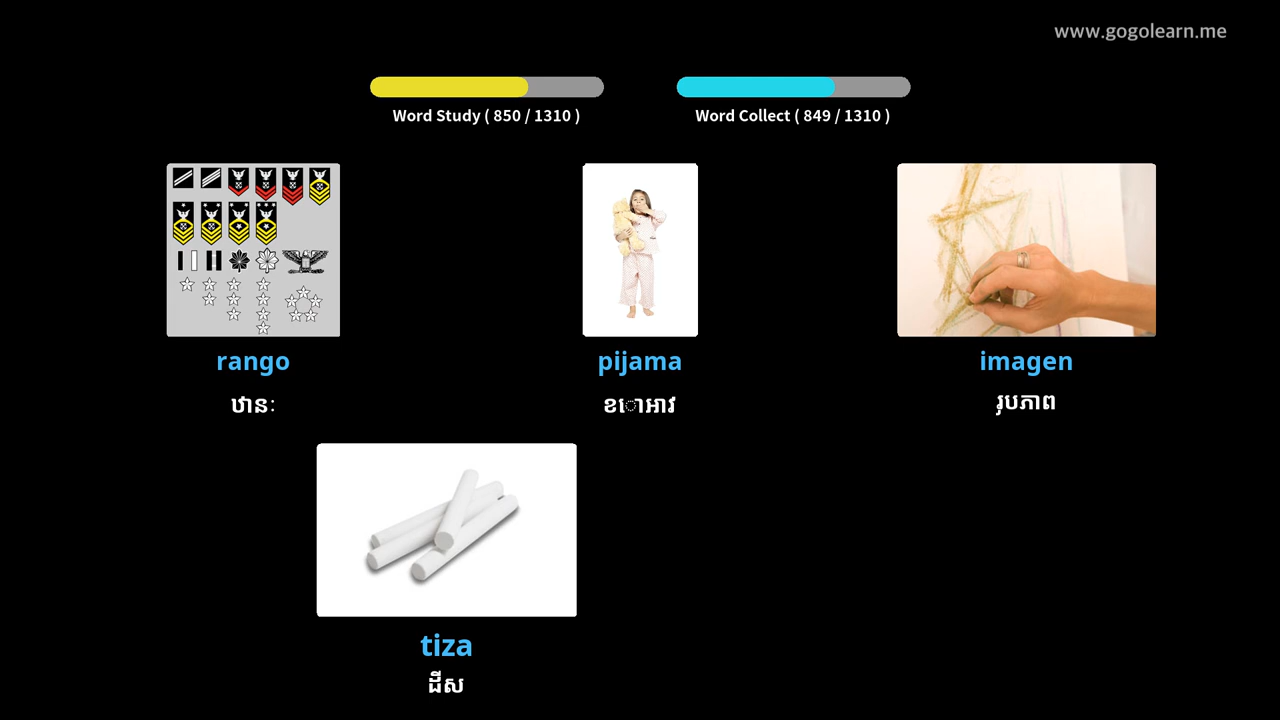 www.gogolearn.me
Word Study ( 850 / 1310 )
Word Collect ( 849 / 1310 )
rango
pijama
imagen
ឋានៈ
ខោអាវ
រូបភាព
tiza
ដីស